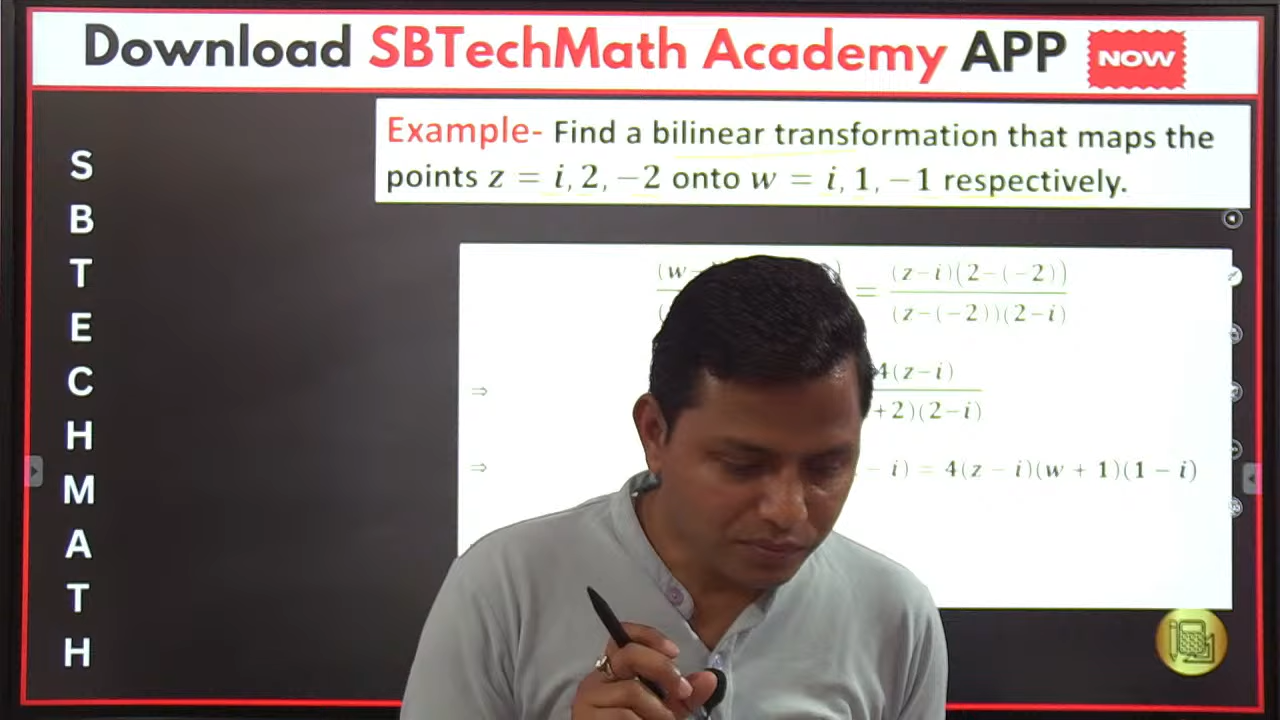 Download SBTechMath Academy APP NOW
S
B
T
E
C
H
M
A
T
H
Example- Find a bilinear transformation that maps the
points z = i, 2, −2 onto w = i, 1, −1 respectively.
(w = (z−i)(2−(−2)) / (z−(−2))(2−i)
⇒ 4(z−i) / +2)(2−i)
⇒ − i) = 4(z − i)(w + 1)(1 − i)